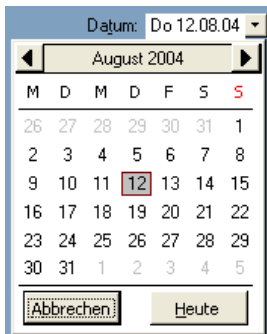 Datum: Do 12.08.04
August 2004
M D M D F S S
26 27 28 29 30 31 1
2 3 4 5 6 7 8
9 10 11 12 13 14 15
16 17 18 19 20 21 22
23 24 25 26 27 28 29
30 31 1 2 3 4 5
Abbrechen Heute